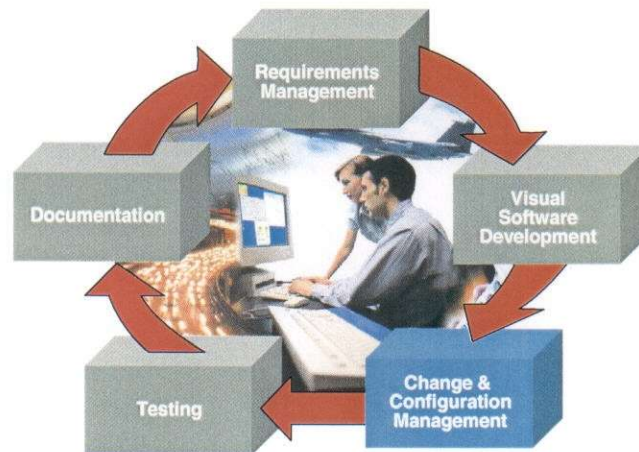 Requirements
Management
Visual
Software
Development
Change &
Configuration
Management
Testing
Documentation